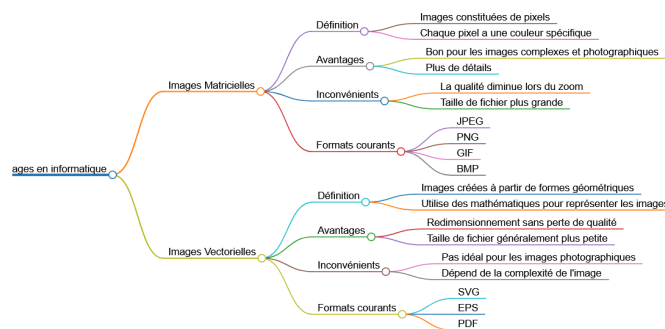 Images constituées de pixels
Définition
Chaque pixel a une couleur spécifique
Bon pour les images complexes et photographiques
Avantages
Plus de détails
Images Matricielles
La qualité diminue lors du zoom
Inconvénients
Taille de fichier plus grande
JPEG
PNG
Formats courants
GIF
BMP
ages en informatique
Images créées à partir de formes géométriques
Définition
Utilise des mathématiques pour représenter les images
Redimensionnement sans perte de qualité
Avantages
Taille de fichier généralement plus petite
Images Vectorielles
Pas idéal pour les images photographiques
Inconvénients
Dépend de la complexité de l'image
SVG
Formats courants
EPS
PDF